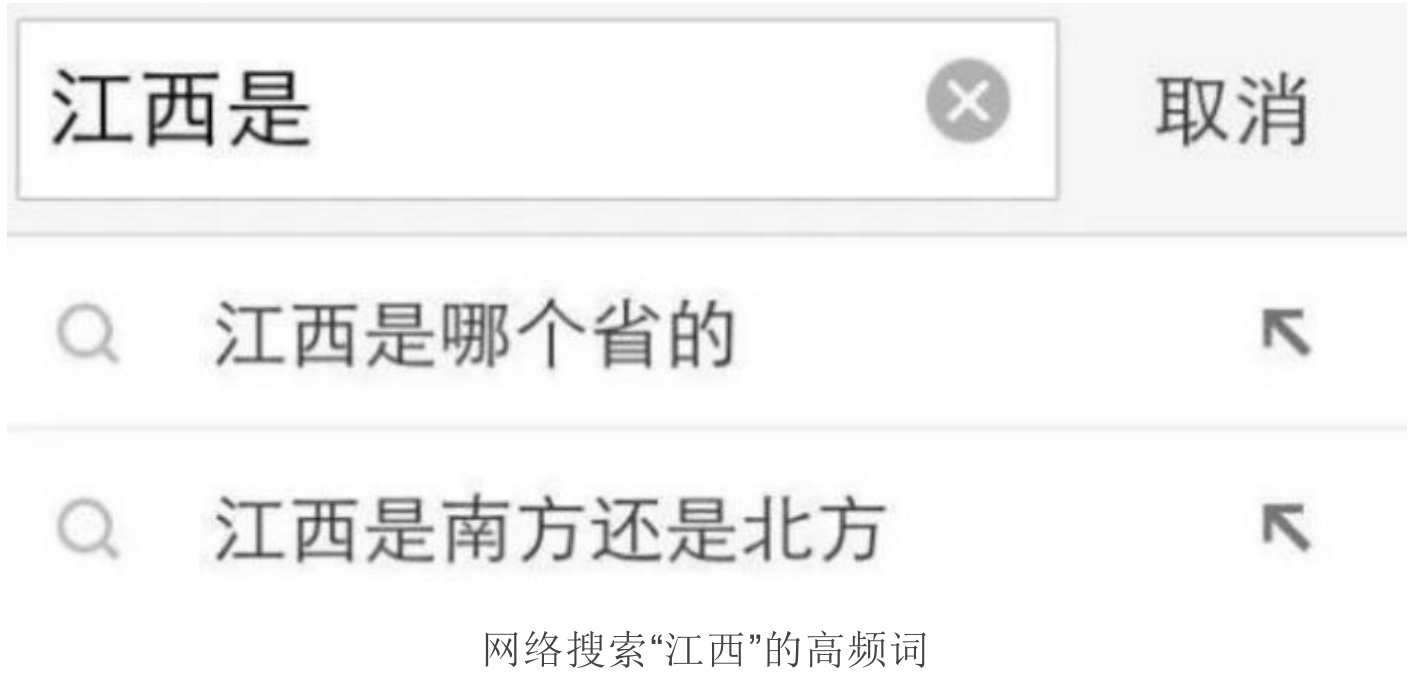 江西是 取消
江西是哪个省的
江西是南方还是北方
网络搜索“江西”的高频词